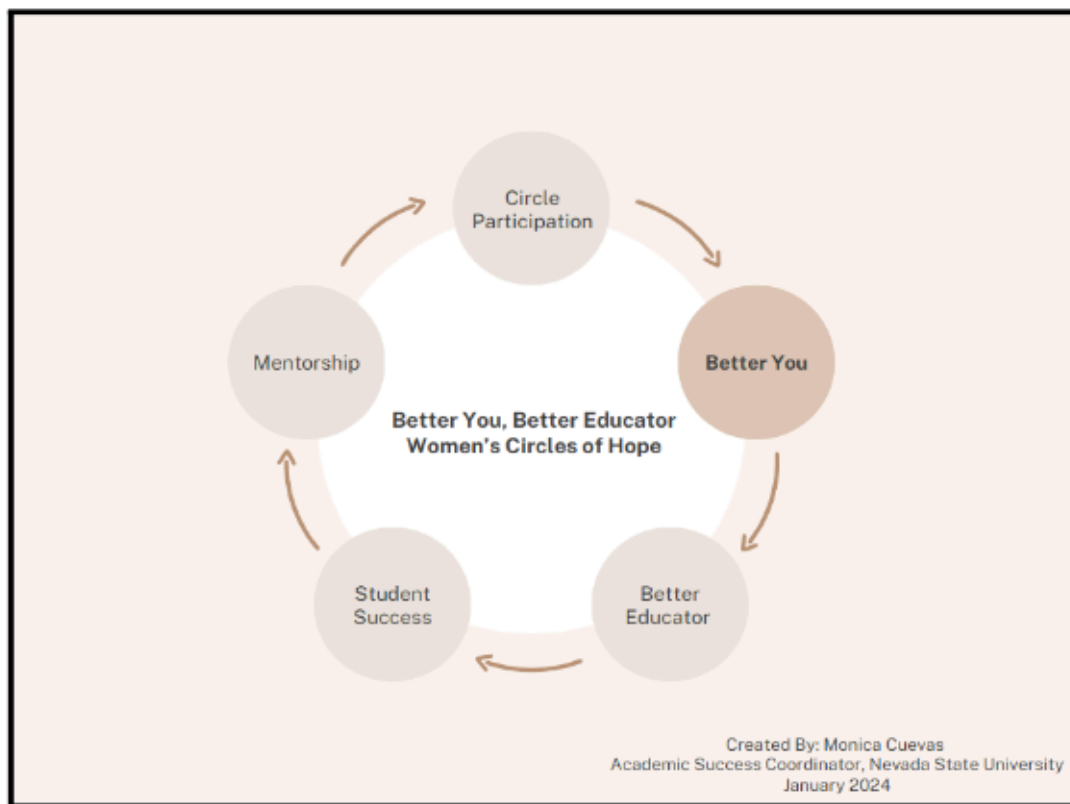 Circle
Participation
Better You
Better
Educator
Student
Success
Mentorship
Better You, Better Educator
Women's Circles of Hope
Created By: Monica Cuevas
Academic Success Coordinator, Nevada State University
January 2024